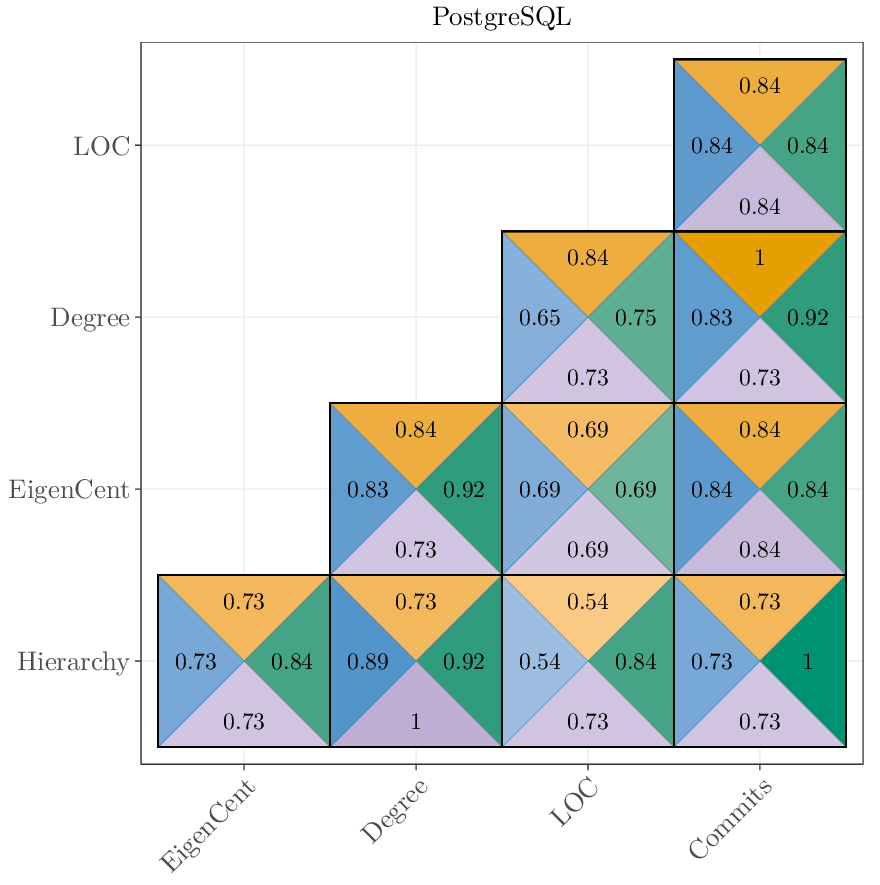 PostgreSQL
0.84
LOC 0.84 0.84
0.84
0.84 1
Degree 0.65 0.75 0.83 0.92
0.73 0.73
0.84 0.69 0.84
EigenCent 0.83 0.92 0.69 0.69 0.84 0.84
0.73 0.69 0.84
0.73 0.73 0.54 0.73
Hierarchy 0.73 0.84 0.89 0.92 0.54 0.84 0.73 1
0.73 1 0.73 0.73
EigenCent Degree LOC Commits